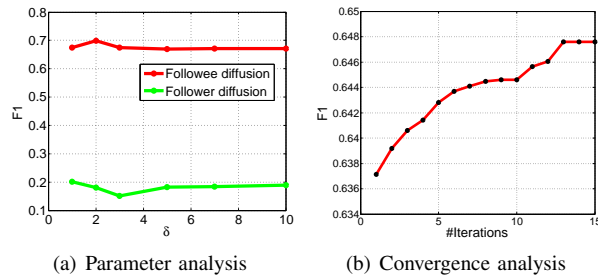 0.8
0.7
0.6
0.5
0.4
0.3
0.2
0.1
F1
Followee diffusion
Follower diffusion
0 2 4 6 8 10
δ
(a) Parameter analysis
0.65
0.648
0.646
0.644
0.642
0.64
0.638
0.636
0.634
F1
0 5 10 15
#Iterations
(b) Convergence analysis